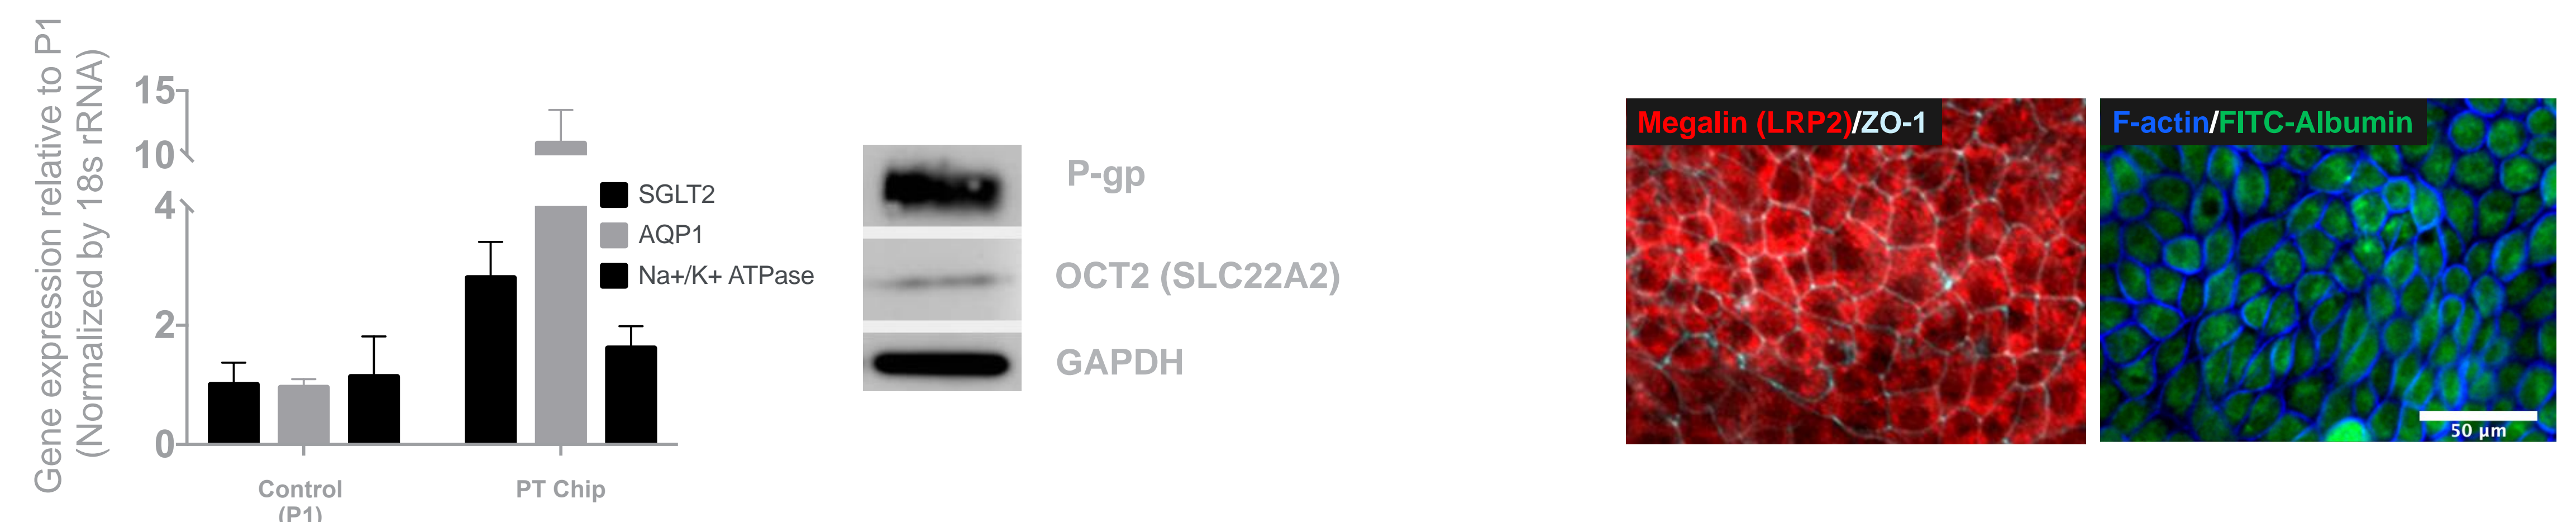 Gene expression relative to P1
(Normalized by 18s rRNA)
15
10
4
2
0
Control
(P1)
PT Chip
SGLT2
AQP1
Na+/K+ ATPase
P-gp
OCT2 (SLC22A2)
GAPDH
Megalin (LRP2)/ZO-1
F-actin/FITC-Albumin
50 µm